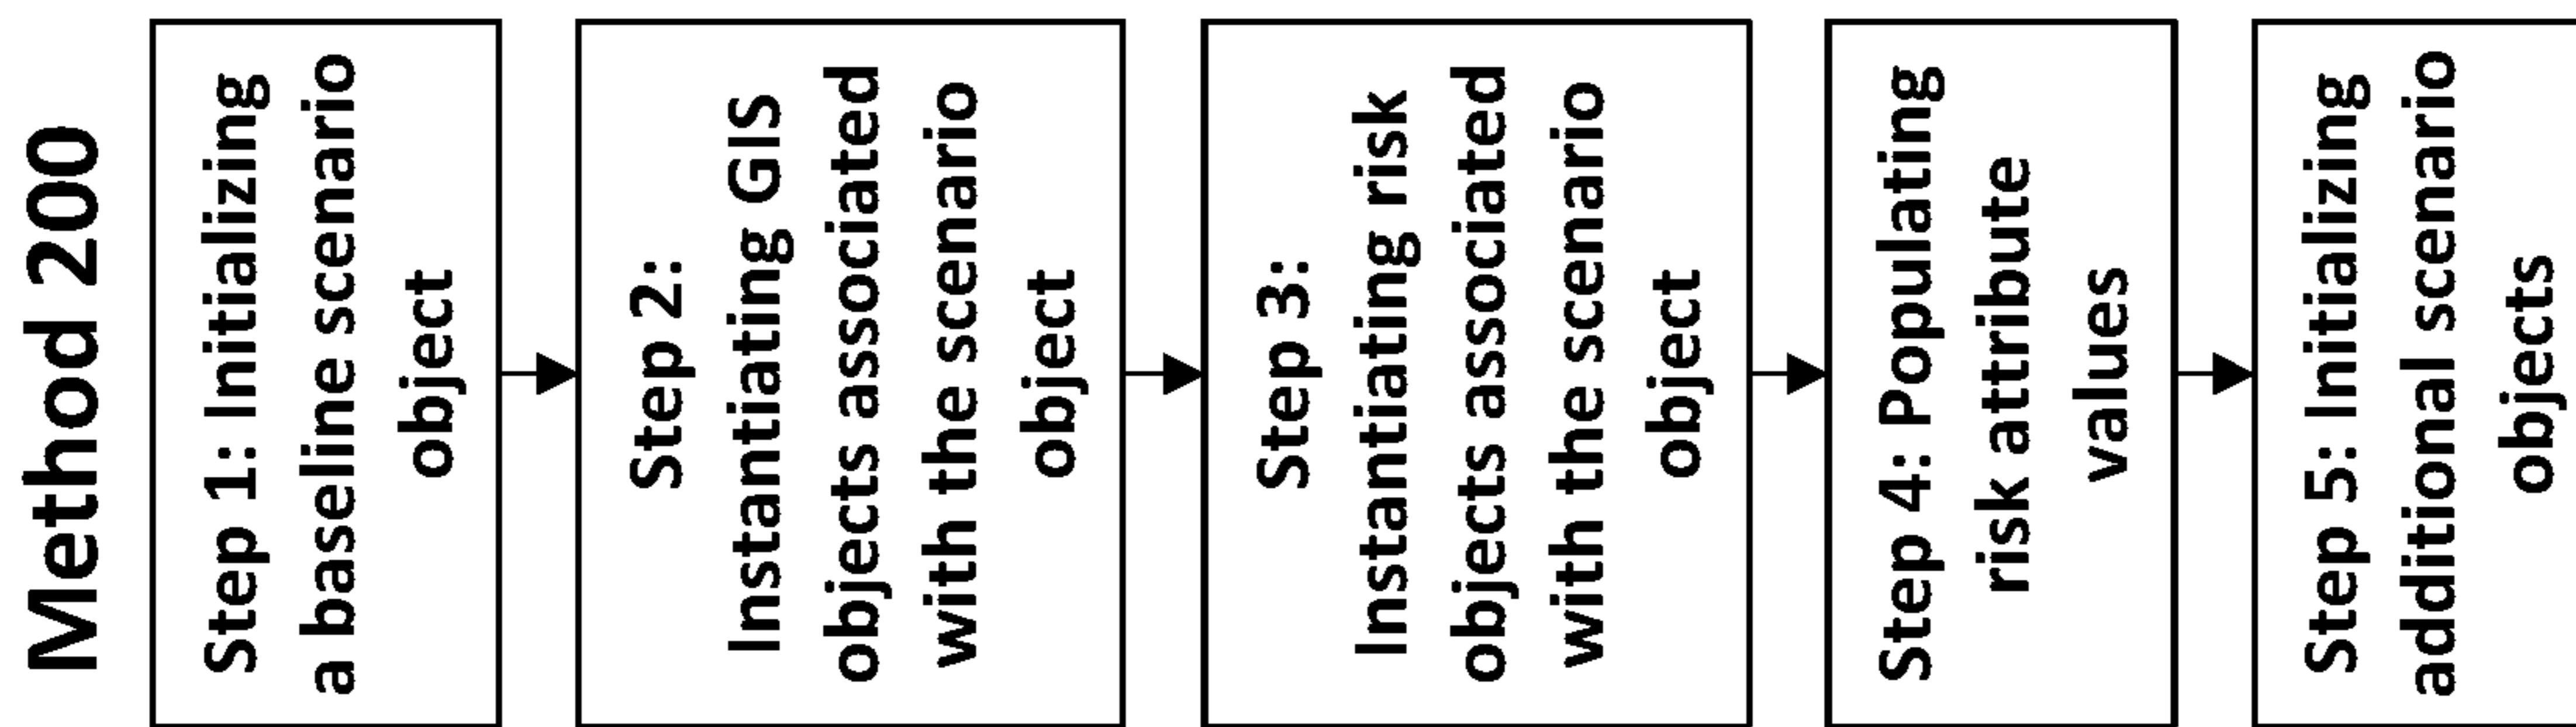 Method 200
Step 1: Initializing
a baseline scenario
object
Step 2:
Instantiating GIS
objects associated
with the scenario
object
Step 3:
Instantiating risk
objects associated
with the scenario
object
Step 4: Populating
risk attribute
values
Step 5: Initializing
additional scenario
objects